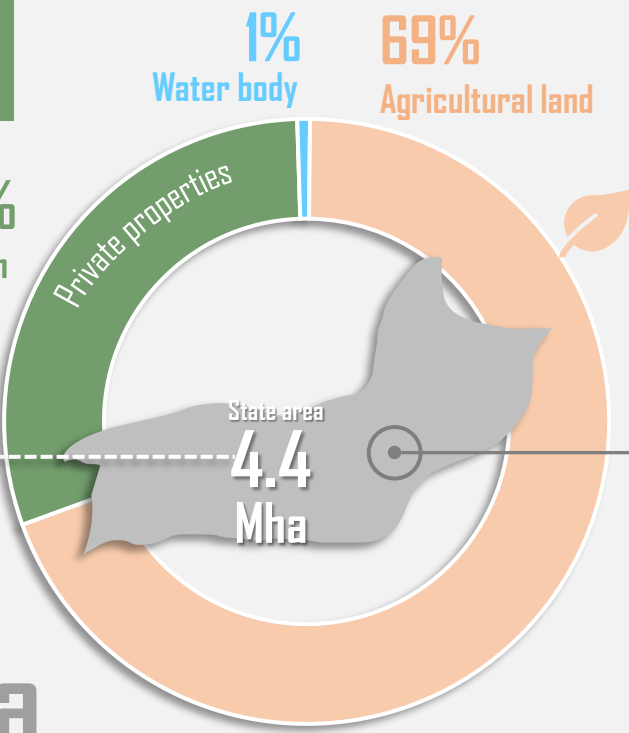 1%
Water body
69%
Agricultural land
%
Private properties
State area
4.4
Mha
a